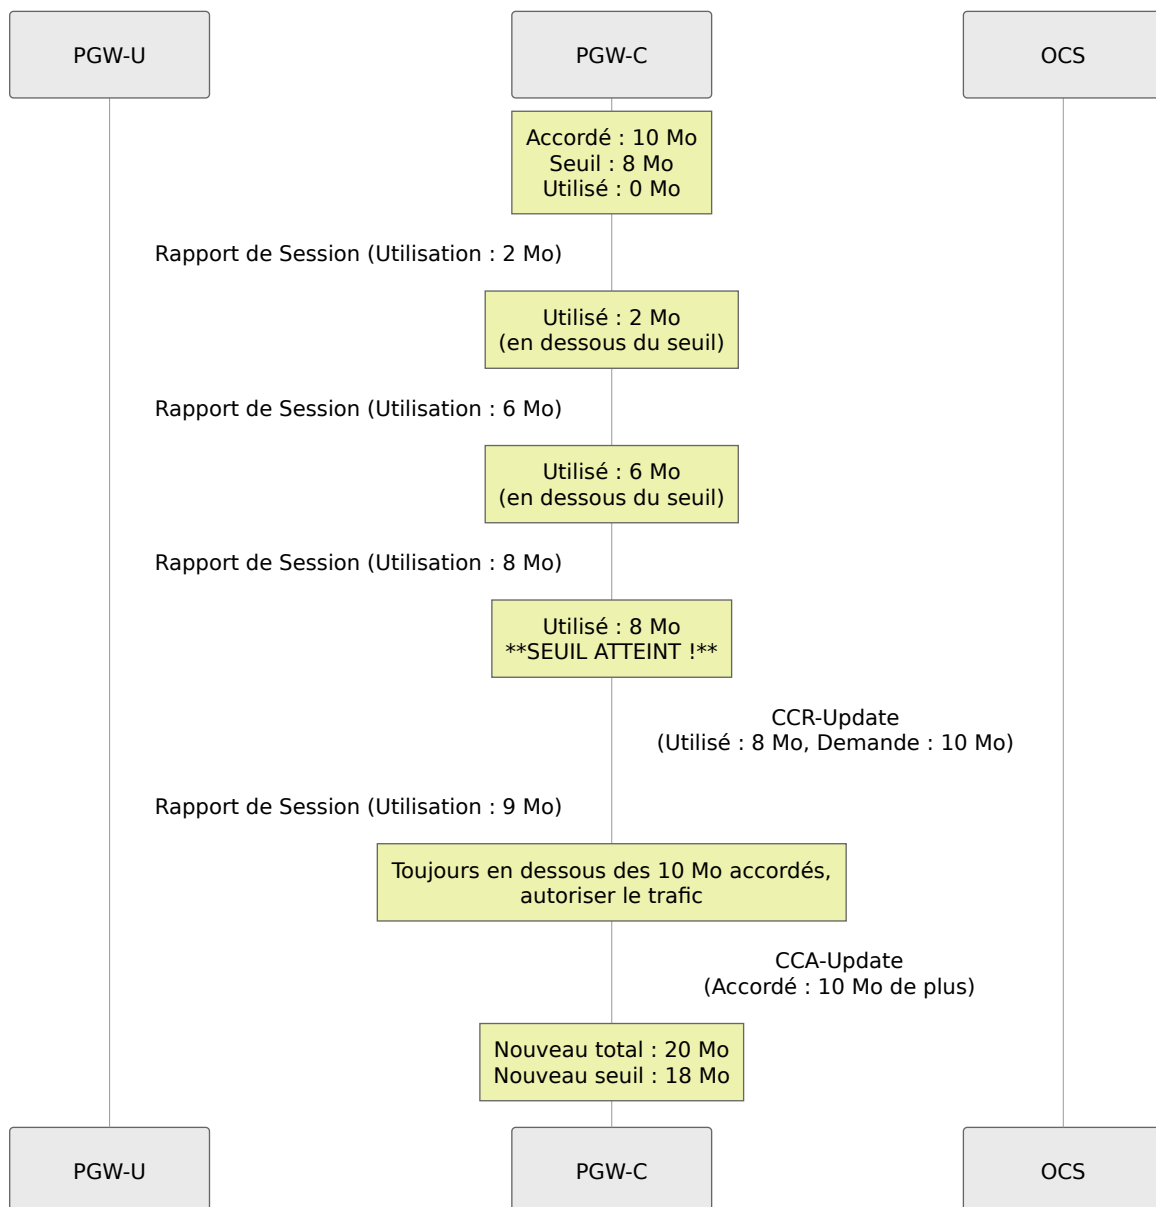 PGW-U
PGW-C
OCS
Accordé : 10 Mo
Seuil : 8 Mo
Utilisé : 0 Mo
Rapport de Session (Utilisation : 2 Mo)
Utilisé : 2 Mo
(en dessous du seuil)
Rapport de Session (Utilisation : 6 Mo)
Utilisé : 6 Mo
(en dessous du seuil)
Rapport de Session (Utilisation : 8 Mo)
Utilisé : 8 Mo
**SEUIL ATTEINT !**
CCR-Update
(Utilisé : 8 Mo, Demande : 10 Mo)
Rapport de Session (Utilisation : 9 Mo)
Toujours en dessous des 10 Mo accordés,
autoriser le trafic
CCA-Update
(Accordé : 10 Mo de plus)
Nouveau total : 20 Mo
Nouveau seuil : 18 Mo
PGW-U
PGW-C
OCS